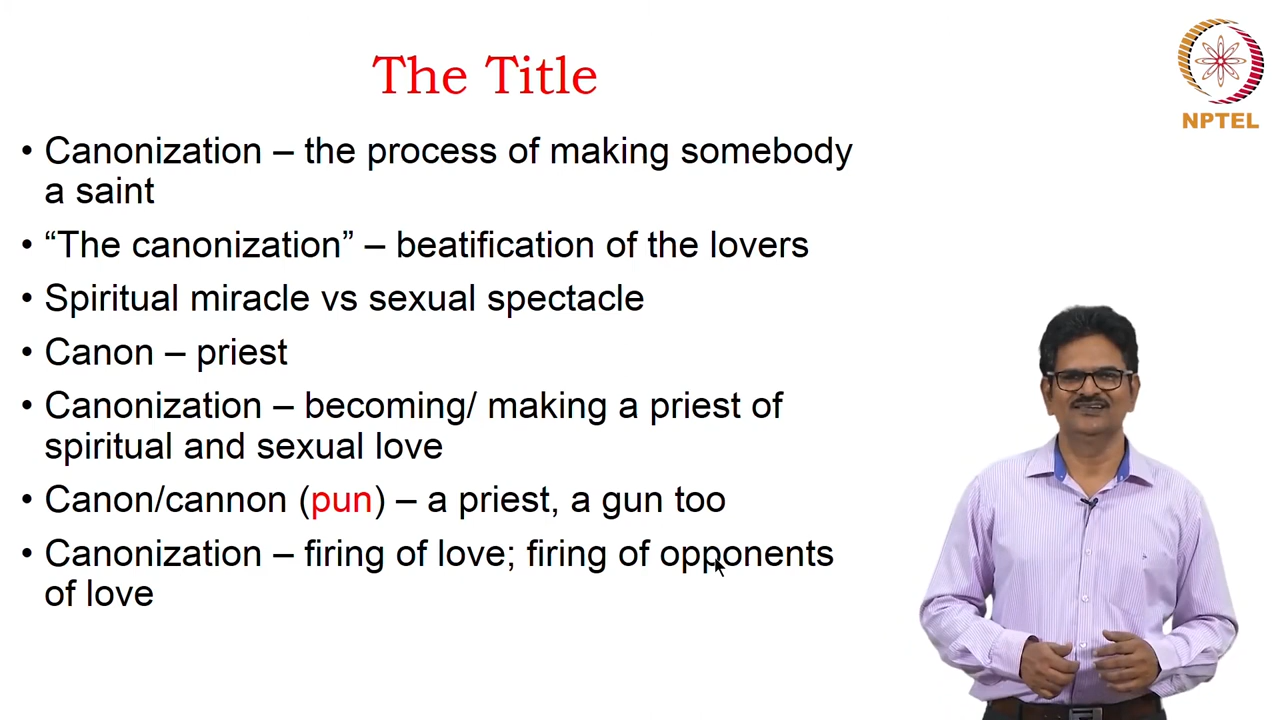 The Title
NPTEL
• Canonization – the process of making somebody
a saint
• “The canonization” – beatification of the lovers
• Spiritual miracle vs sexual spectacle
• Canon – priest
• Canonization – becoming/ making a priest of
spiritual and sexual love
• Canon/cannon (pun) – a priest, a gun too
• Canonization – firing of love; firing of opponents
of love